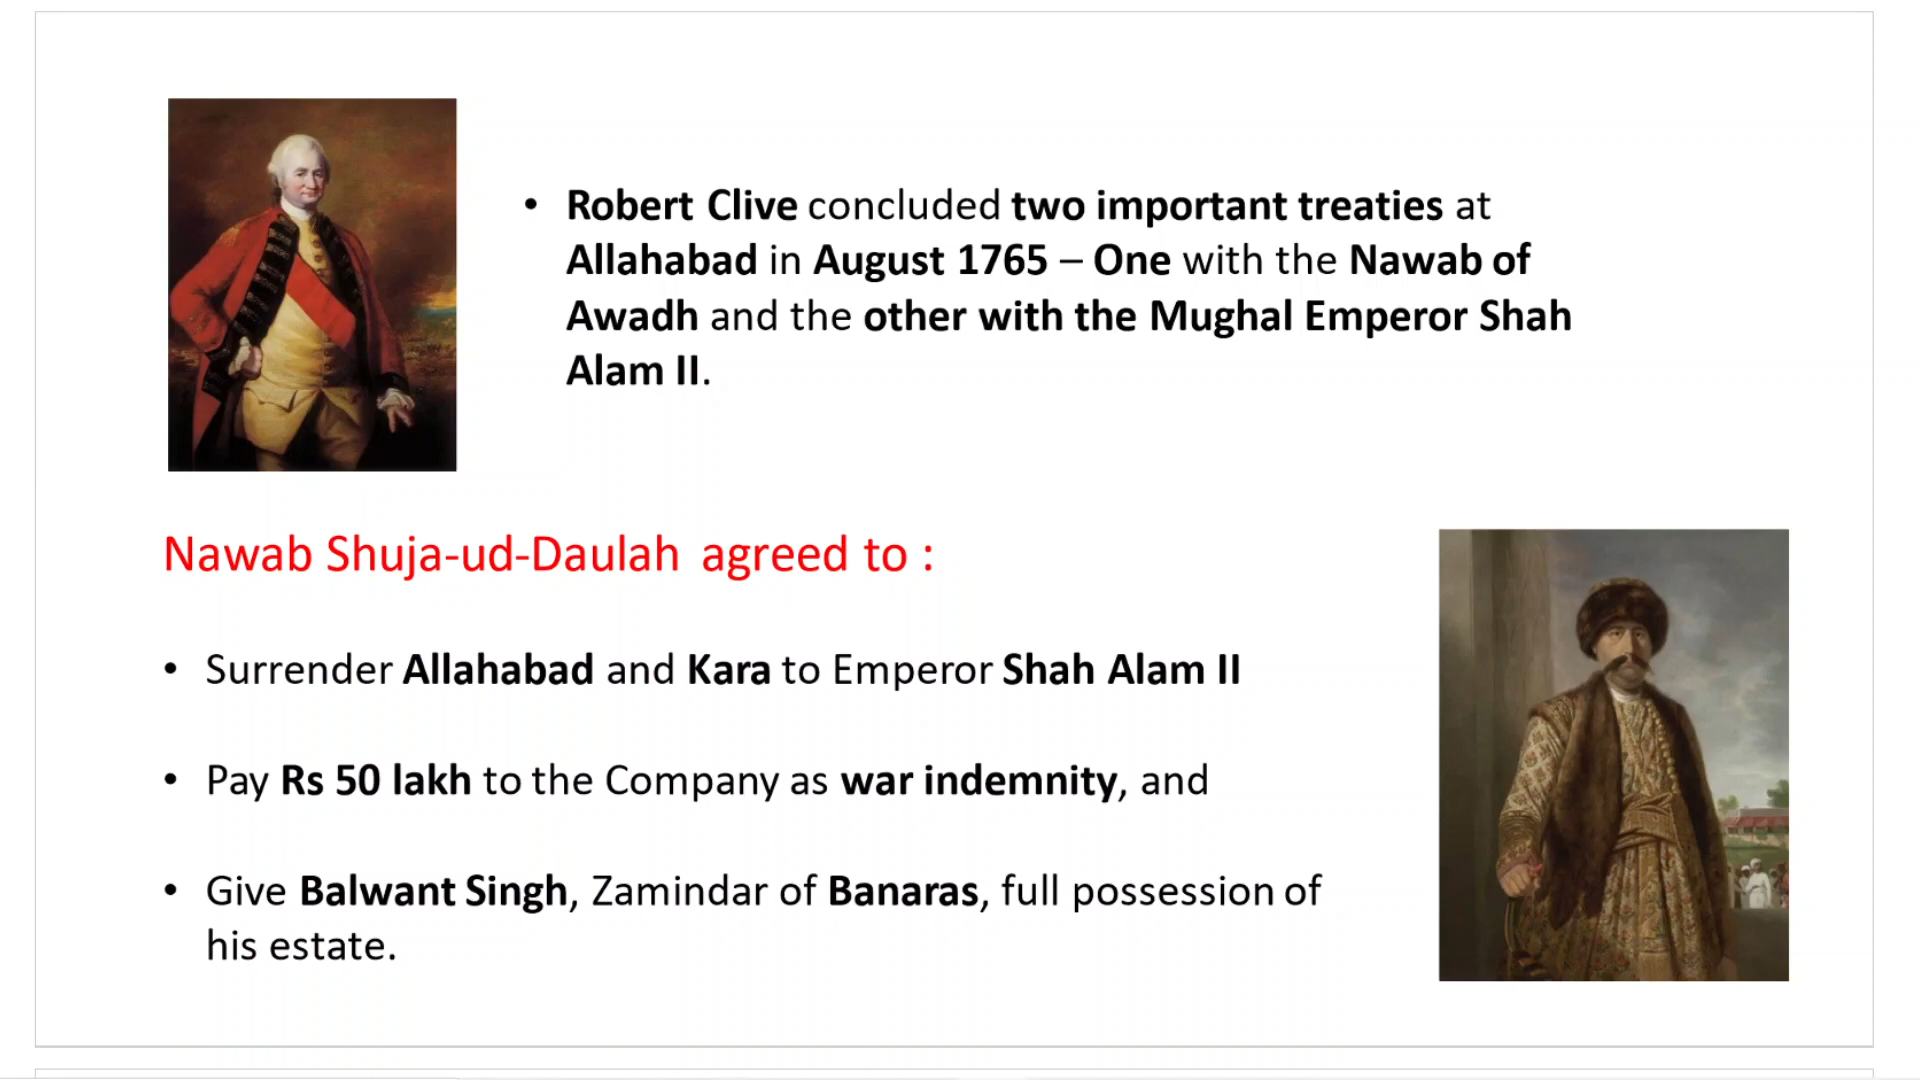 • Robert Clive concluded two important treaties at
Allahabad in August 1765 – One with the Nawab of
Awadh and the other with the Mughal Emperor Shah
Alam II.
Nawab Shuja-ud-Daulah agreed to :
• Surrender Allahabad and Kara to Emperor Shah Alam II
• Pay Rs 50 lakh to the Company as war indemnity, and
• Give Balwant Singh, Zamindar of Banaras, full possession of
his estate.